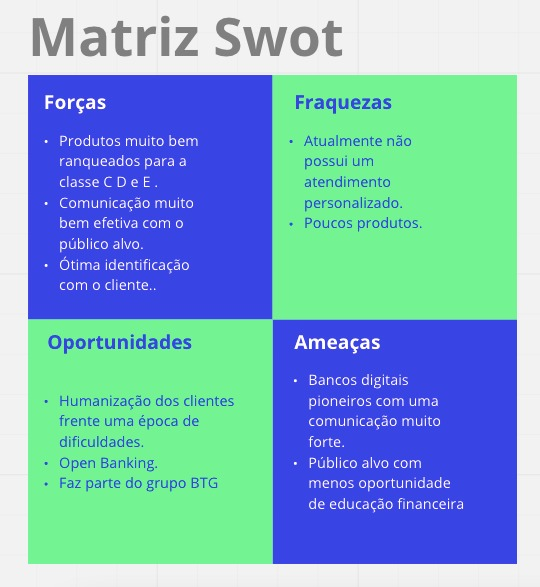 Matriz Swot
Forças
• Produtos muito bem
ranqueados para a
classe C D e E .
• Comunicação muito
bem efetiva com o
público alvo.
• Ótima identificação
com o cliente..
Fraquezas
• Atualmente não
possui um
atendimento
personalizado.
• Poucos produtos.
Oportunidades
• Humanização dos clientes
frente uma época de
dificuldades.
• Open Banking.
• Faz parte do grupo BTG
Ameaças
• Bancos digitais
pioneiros com uma
comunicação muito
forte.
• Público alvo com
menos oportunidade
de educação financeira